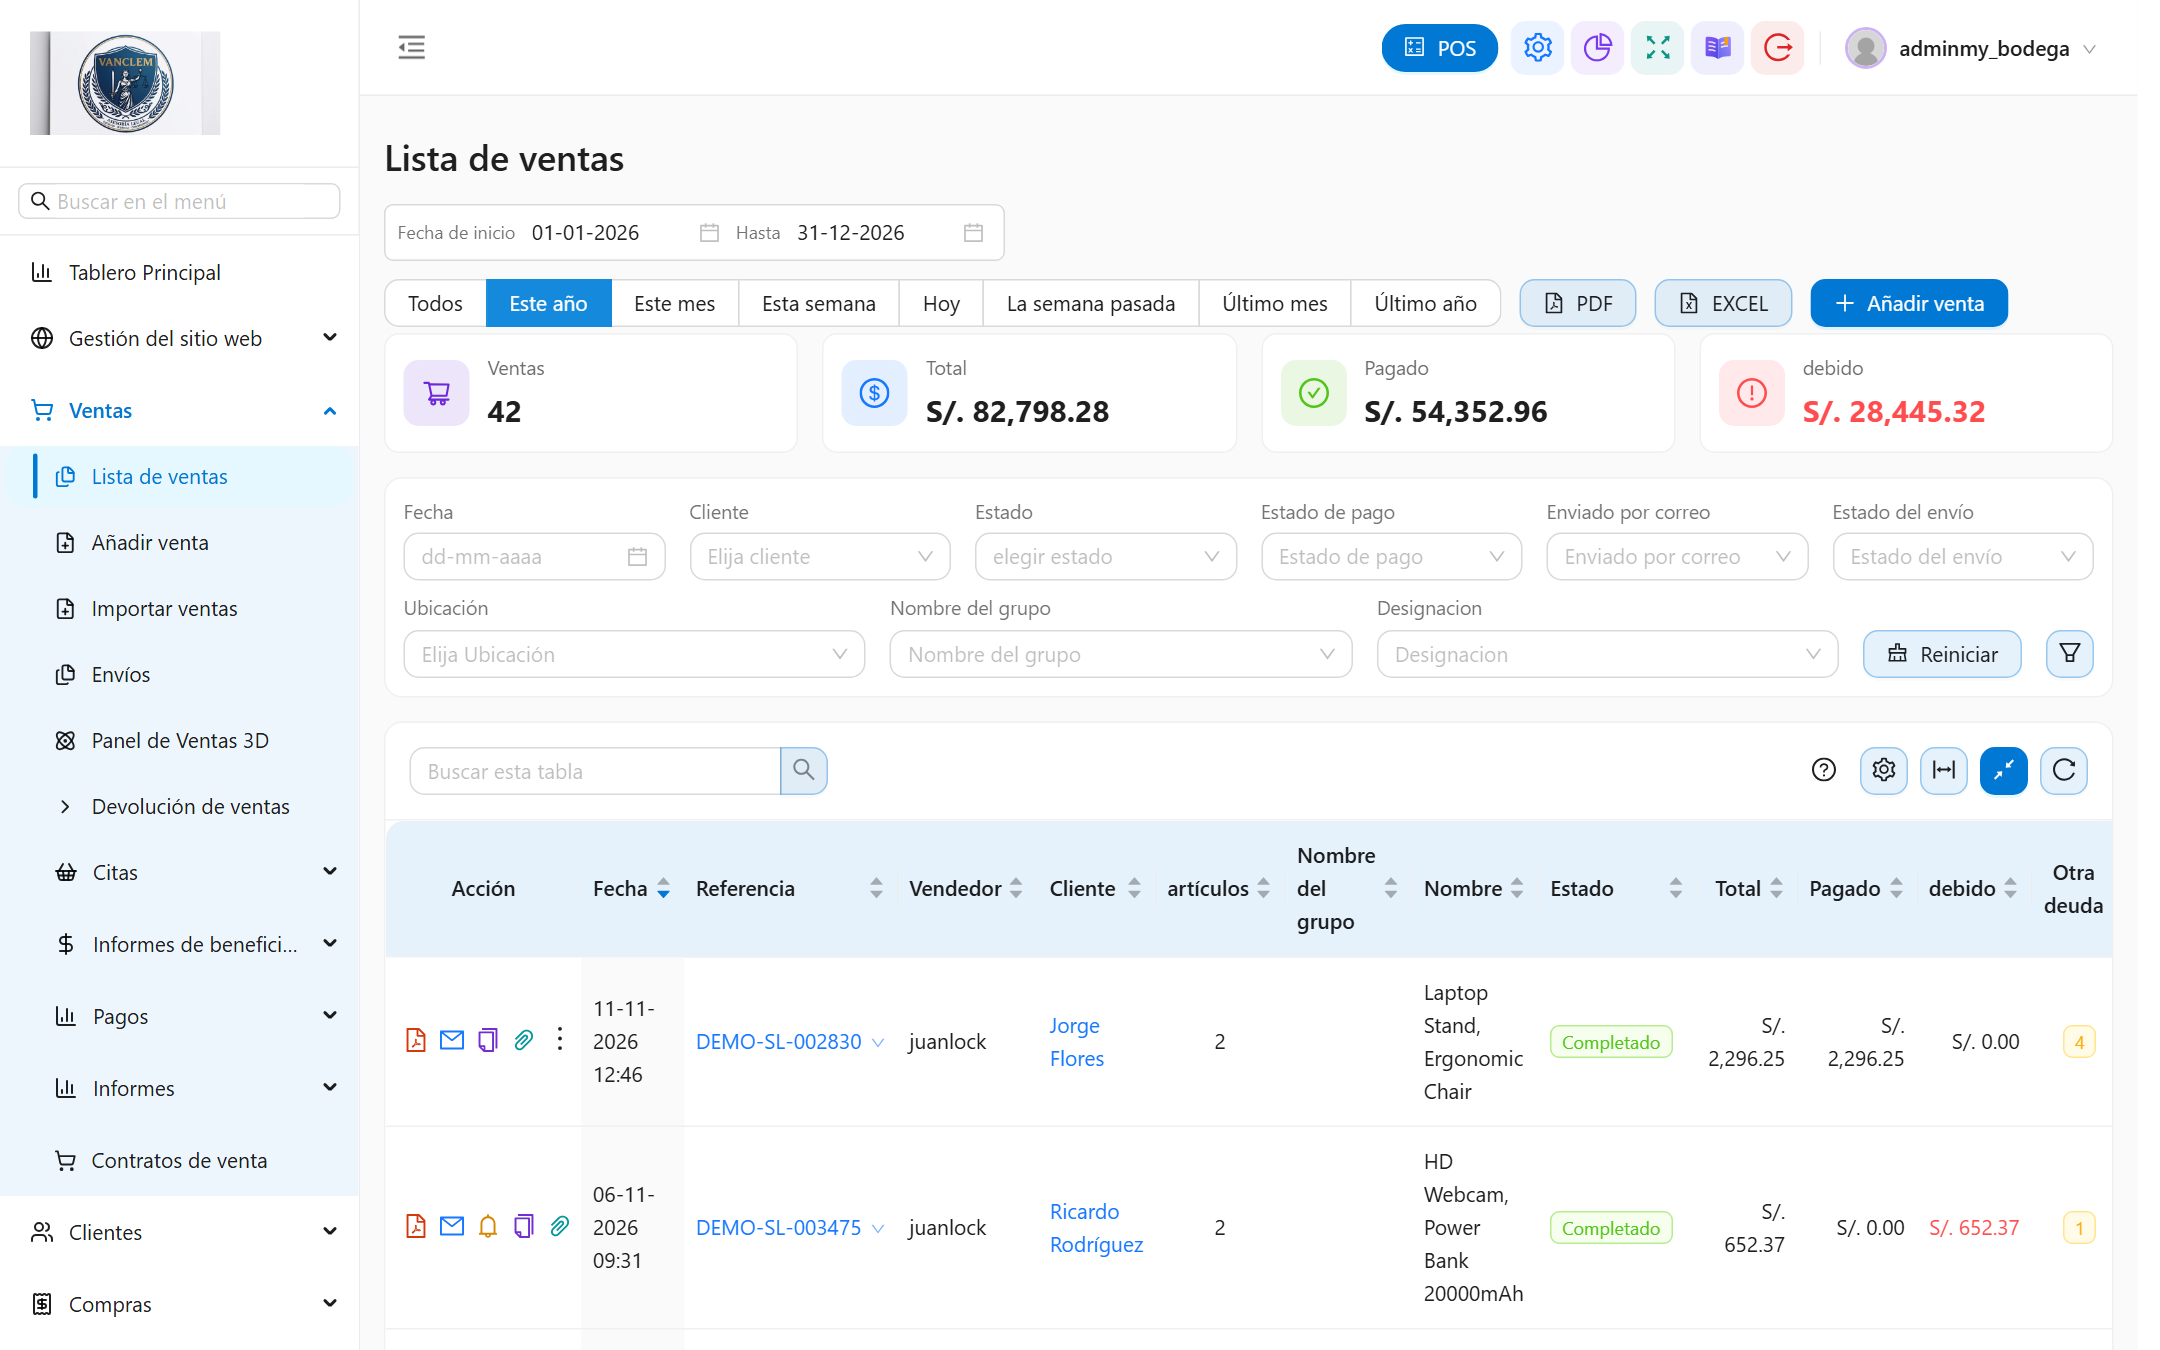 VANCLEM
ASESORÍA LEGAL
Buscar en el menú
Tablero Principal
Gestión del sitio web
Ventas
Lista de ventas
Añadir venta
Importar ventas
Envíos
Panel de Ventas 3D
Devolución de ventas
Citas
Informes de benefici...
Pagos
Informes
Contratos de venta
Clientes
Compras
POS
adminmy_bodega
Lista de ventas
Fecha de inicio 01-01-2026 Hasta 31-12-2026
Todos Este año Este mes Esta semana Hoy La semana pasada Último mes Último año PDF EXCEL Añadir venta
Ventas
42
Total
S/. 82,798.28
Pagado
S/. 54,352.96
debido
S/. 28,445.32
Fecha Cliente Estado Estado de pago Enviado por correo Estado del envío
dd-mm-aaaa Elija cliente elegir estado Estado de pago Enviado por correo Estado del envío
Ubicación Nombre del grupo Designacion
Elija Ubicación Nombre del grupo Designacion Reiniciar
Buscar esta tabla
Acción Fecha Referencia Vendedor Cliente artículos Nombre del grupo Nombre Estado Total Pagado debido Otra deuda
11-11-2026 12:46 DEMO-SL-002830 juanlock Jorge Flores 2 Laptop Stand, Ergonomic Chair Completado S/. 2,296.25 S/. 2,296.25 S/. 0.00 4
06-11-2026 09:31 DEMO-SL-003475 juanlock Ricardo Rodríguez 2 HD Webcam, Power Bank 20000mAh Completado S/. 652.37 S/. 0.00 S/. 652.37 1